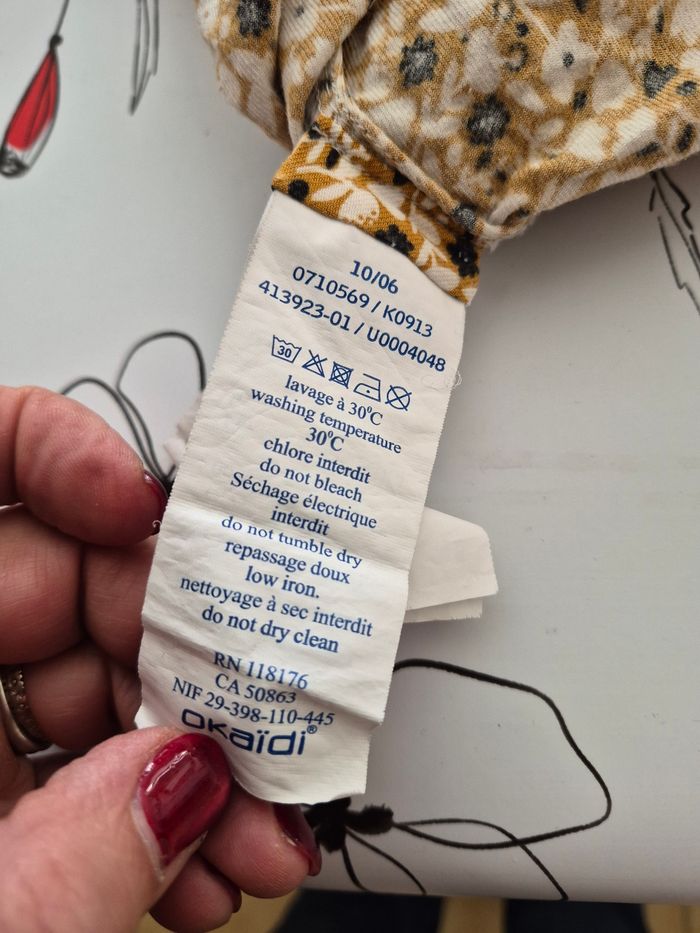 10/06
0710569 / K0913
413923-01 / U0004048
30
lavage à 30°C
washing temperature
30°C
chlore interdit
do not bleach
Séchage électrique
interdit
do not tumble dry
repassage doux
low iron.
nettoyage à sec interdit
do not dry clean
RN 118176
CA 50863
NIF 29-398-110-445
okaïdi®